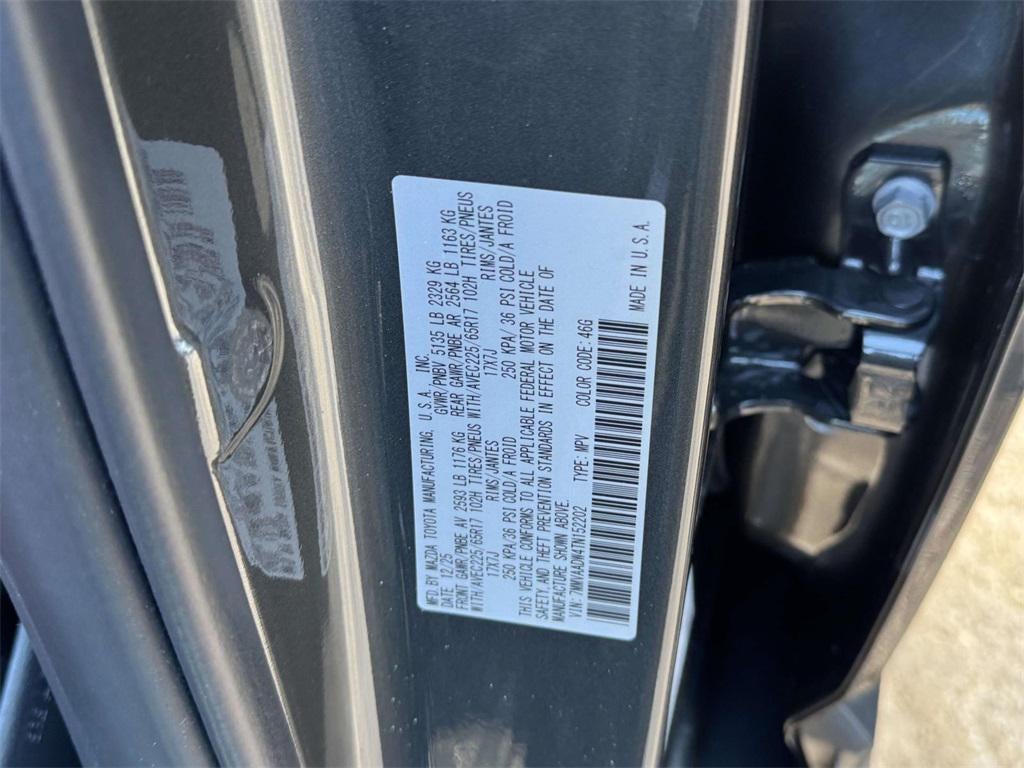 MFD. BY MAZDA TOYOTA MANUFACTURING, U.S.A. INC.
DATE 12/25 GVWR/PNBV 5135 LB 2329 KG
FRONT GAWR/PNBE AV 2593 LB 1176 KG REAR GAWR/PNBE AR 2564 LB 1163 KG
WITH/AVEC225/65R17 102H TIRES/PNEUS WITH/AVEC225/65R17 102H TIRES/PNEUS
17X7J RIMS/JANTES 17X7J RIMS/JANTES
250 KPA/36 PSI COLD/A FROID 250 KPA/ 36 PSI COLD/A FROID
THIS VEHICLE CONFORMS TO ALL APPLICABLE FEDERAL MOTOR VEHICLE
SAFETY, AND THEFT PREVENTION STANDARDS IN EFFECT ON THE DATE OF
MANUFACTURE SHOWN ABOVE.
VIN: 7MMVAADW4TN152202 TYPE: MPV COLOR CODE: 46G
MADE IN U.S.A.